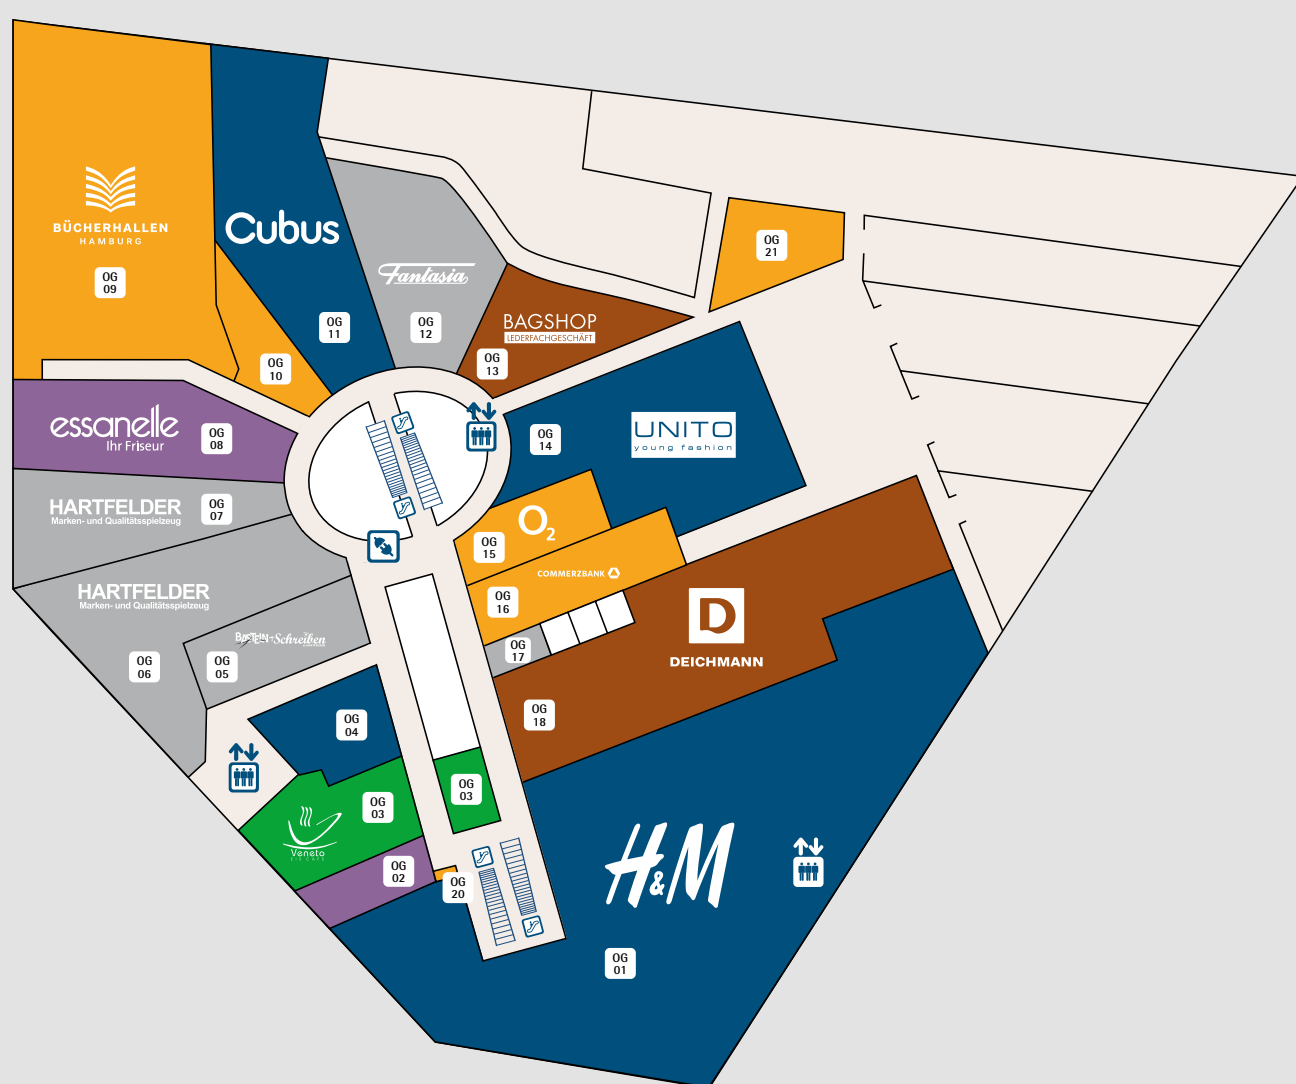 BÜCHERHALLEN
HAMBURG
OG
09
Cubus
OG
11
OG
10
Fantasia
OG
12
BAGSHOP
LEDERFACHGESCHÄFT
OG
13
OG
21
essanelle
Ihr Friseur
OG
08
HARTFELDER
Marken- und Qualitätsspielzeug
OG
07
HARTFELDER
Marken- und Qualitätsspielzeug
OG
06
OG
05
OG
14
UNITO
young fashion
O2
OG
15
COMMERZBANK
OG
16
OG
17
D
DEICHMANN
OG
18
OG
04
OG
03
OG
03
Veneto
EIS CAFE
OG
02
OG
20
H&M
OG
01